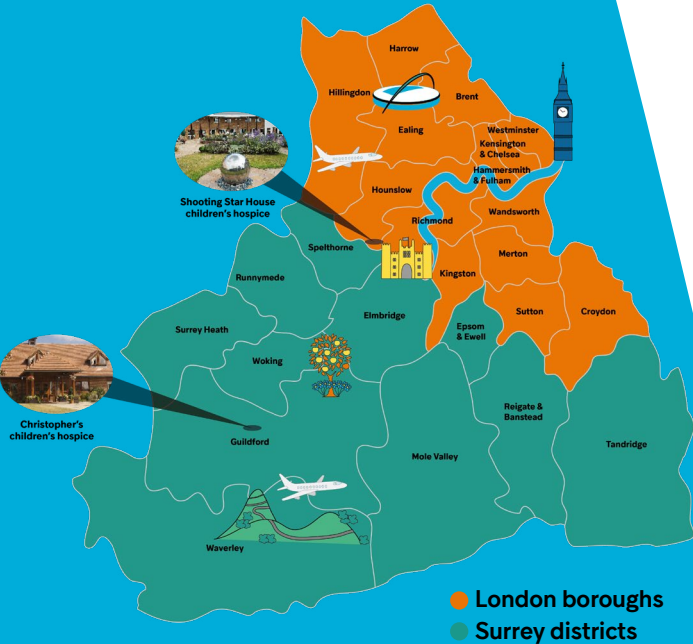 Harrow
Hillingdon
Brent
Ealing
Westminster
Kensington
& Chelsea
Hammersmith
& Fulham
Hounslow
Richmond
Wandsworth
Shooting Star House
children's hospice
Spelthorne
Merton
Kingston
Runnymede
Elmbridge
Sutton
Croydon
Surrey Heath
Epsom
& Ewell
Woking
Christopher's
children's hospice
Guildford
Reigate &
Banstead
Tandridge
Mole Valley
Waverley
London boroughs
Surrey districts